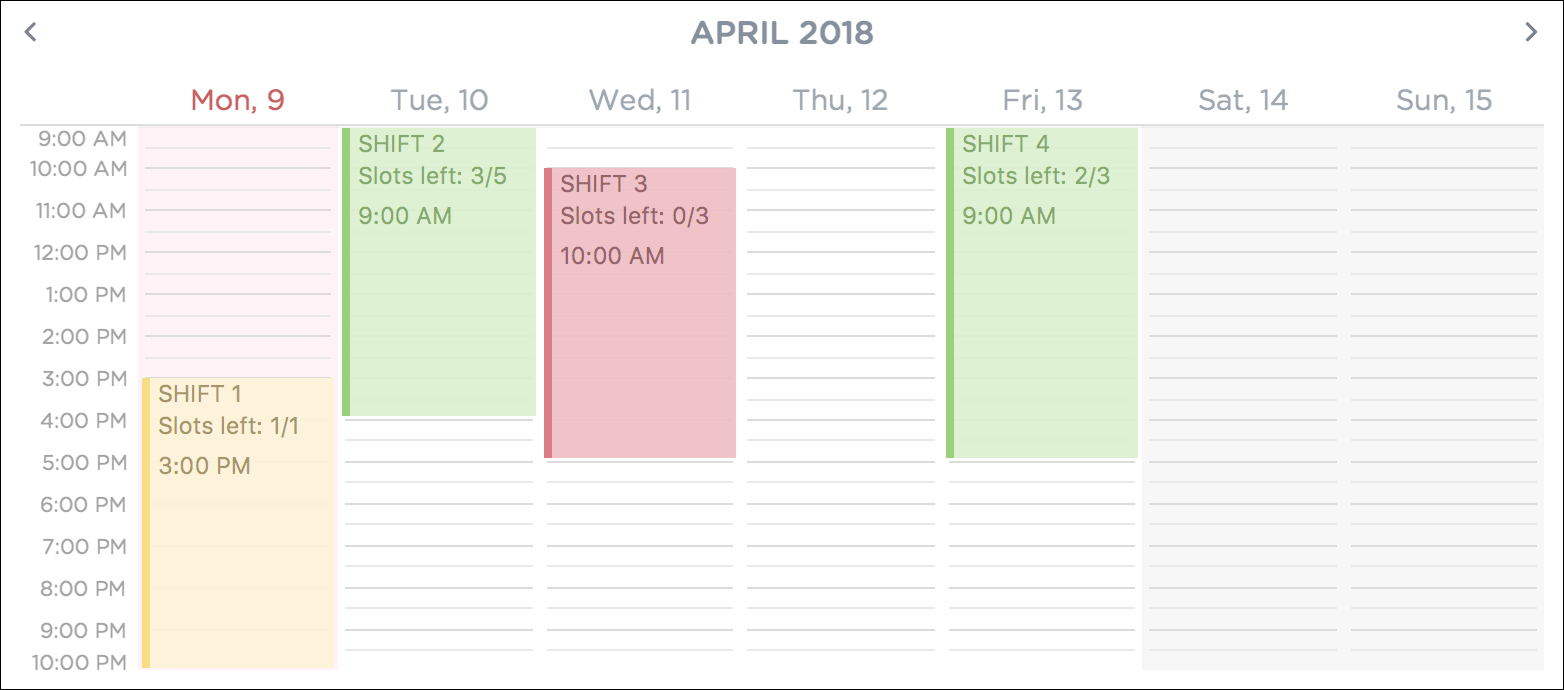 APRIL 2018
Mon, 9
Tue, 10
Wed, 11
Thu, 12
Fri, 13
Sat, 14
Sun, 15
9:00 AM
10:00 AM
11:00 AM
12:00 PM
1:00 PM
2:00 PM
3:00 PM
4:00 PM
5:00 PM
6:00 PM
7:00 PM
8:00 PM
9:00 PM
10:00 PM
SHIFT 1
Slots left: 1/1
3:00 PM
SHIFT 2
Slots left: 3/5
9:00 AM
SHIFT 3
Slots left: 0/3
10:00 AM
SHIFT 4
Slots left: 2/3
9:00 AM